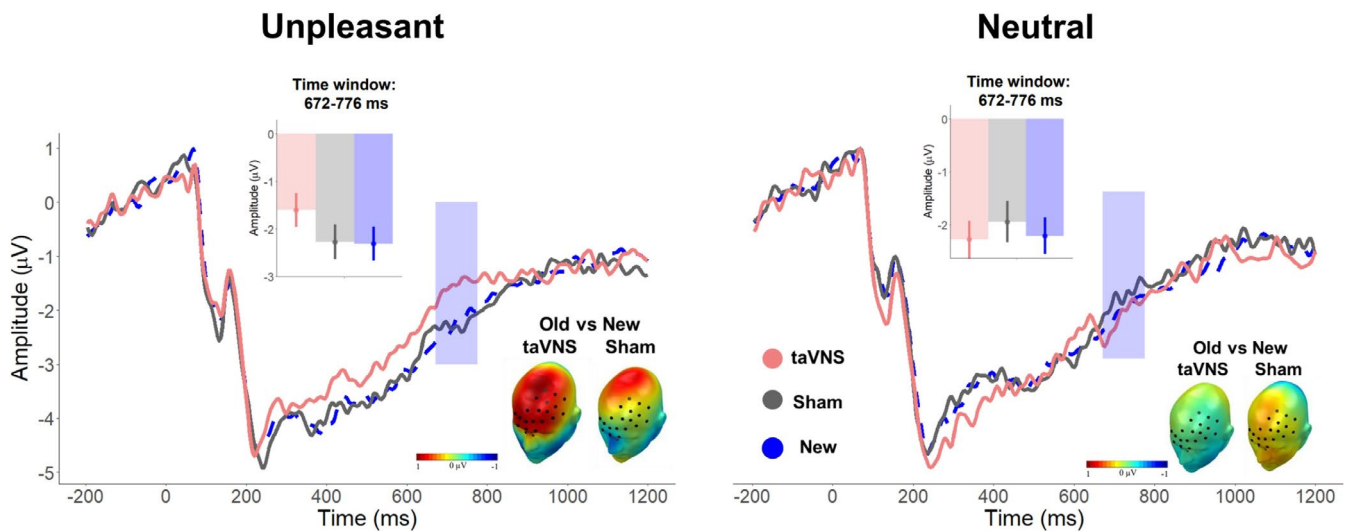 Unpleasant
Time window:
672-776 ms
0
-1
-2
-3
Amplitude (µV)
1
0
-1
-2
-3
-4
-5
Amplitude (µV)
Old vs New
taVNS Sham
1 0 µV -1
-200 0 200 400 600 800 1000 1200
Time (ms)
Neutral
Time window:
672-776 ms
0
-1
-2
Amplitude (µV)
taVNS
Sham
New
Old vs New
taVNS Sham
1 0 µV -1
-200 0 200 400 600 800 1000 1200
Time (ms)